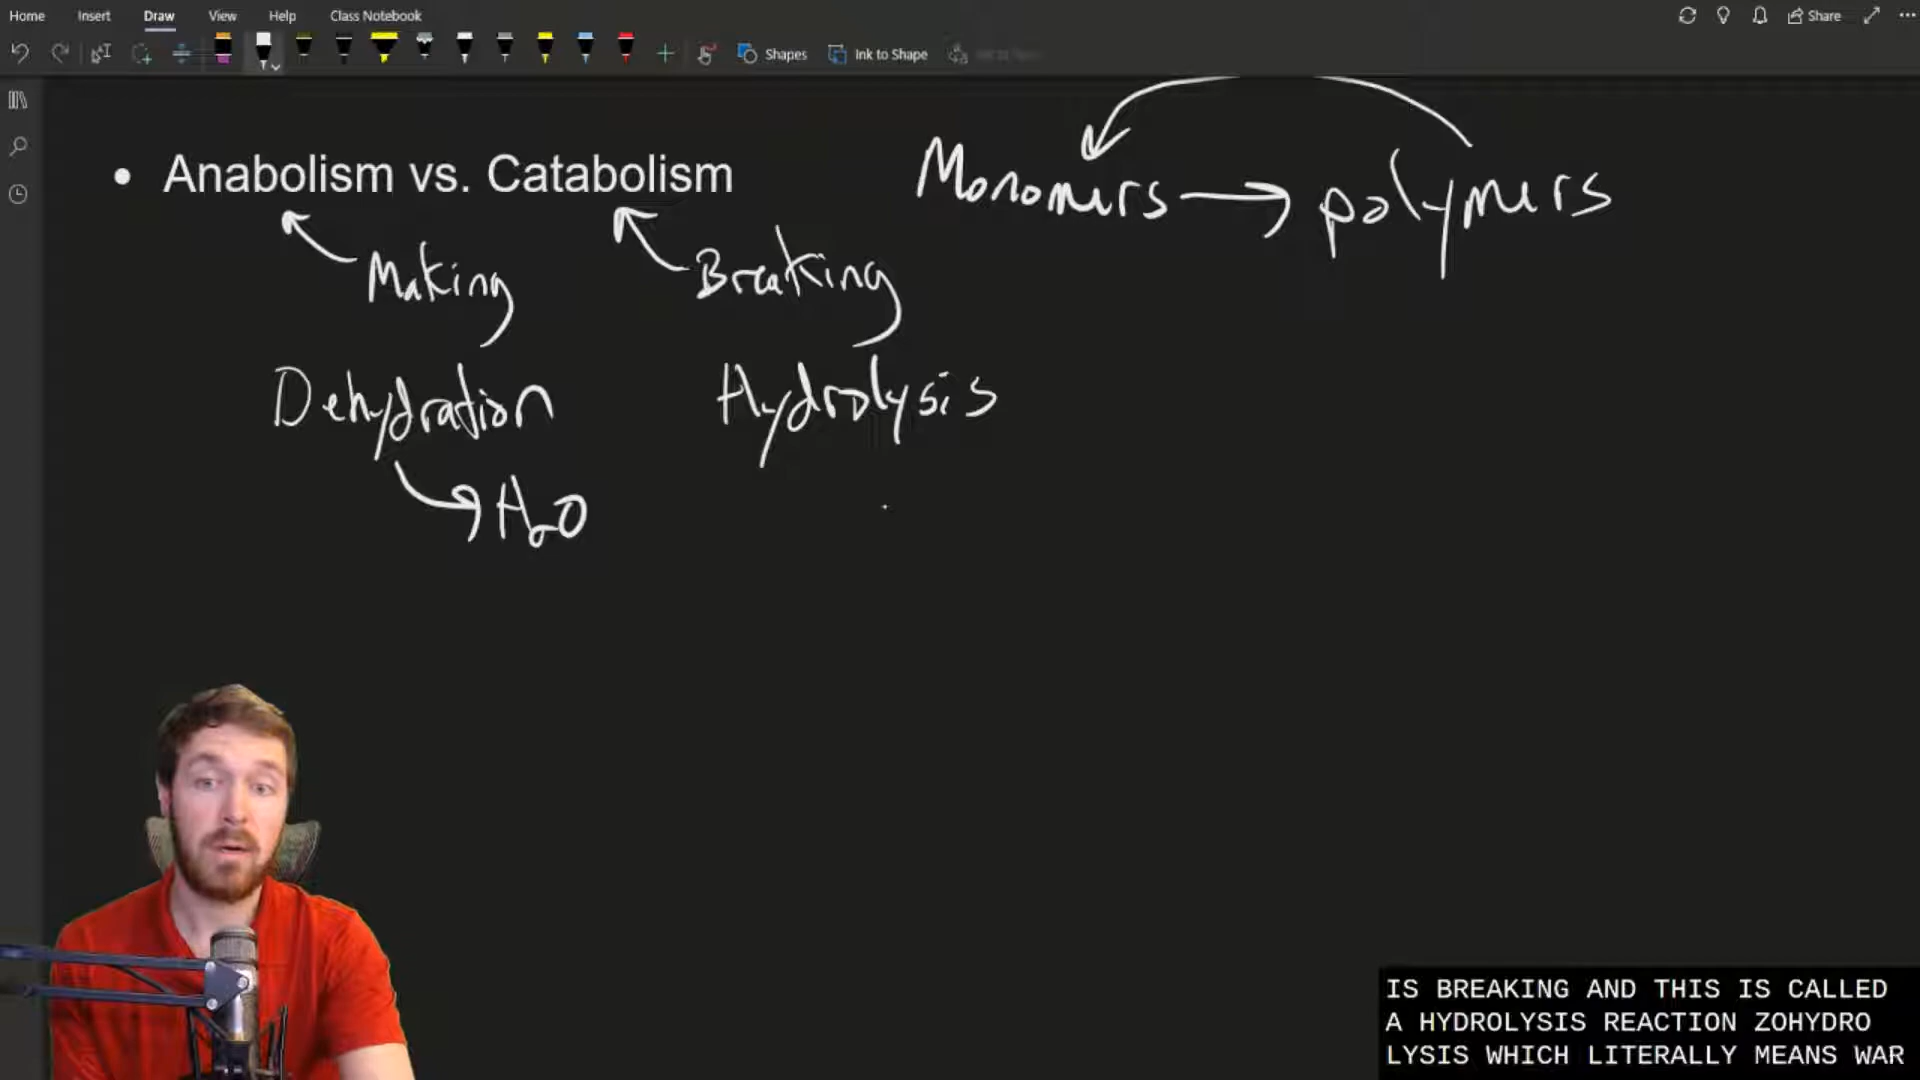 Home Insert Draw View Help Class Notebook
Share
Shapes Ink to Shape
• Anabolism vs. Catabolism
Monomers → polymers
Making
Breaking
Dehydration
Hydrolysis
H₂O
IS BREAKING AND THIS IS CALLED
A HYDROLYSIS REACTION ZOHYDRO
LYSIS WHICH LITERALLY MEANS WAR